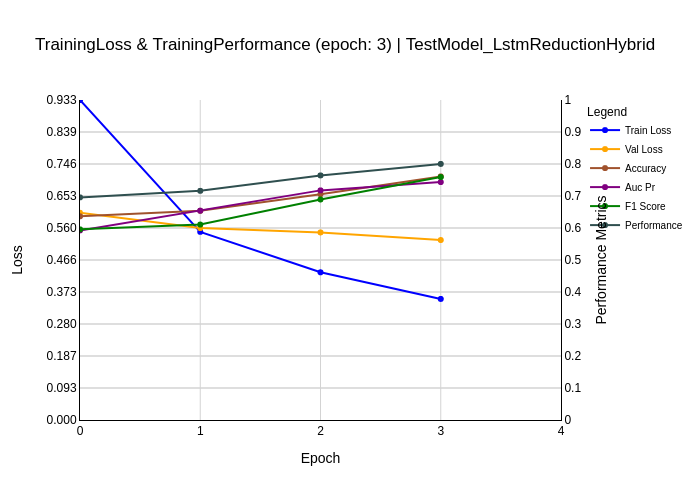 TrainingLoss & TrainingPerformance (epoch: 3) | TestModel_LstmReductionHybrid
0.933
0.839
0.746
0.653
0.560
0.466
0.373
0.280
0.187
0.093
0.000
Loss
0
1
2
3
4
Epoch
1
0.9
0.8
0.7
0.6
0.5
0.4
0.3
0.2
0.1
0
Performance Metrics
Legend
Train Loss
Val Loss
Accuracy
Auc Pr
F1 Score
Performance